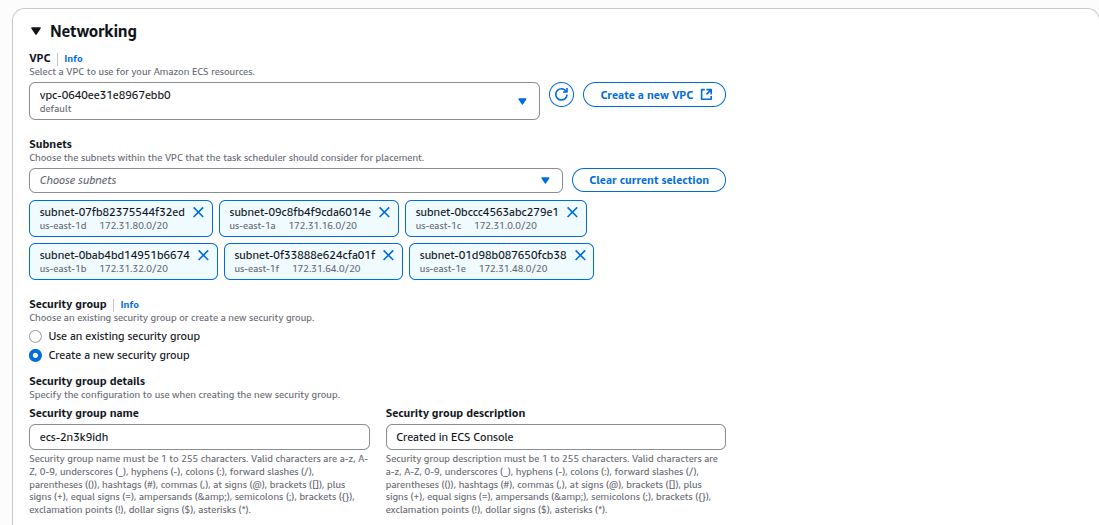 Networking
VPC Info
Select a VPC to use for your Amazon ECS resources.
vpc-0640ee31e8967ebb0
default
Create a new VPC
Subnets
Choose the subnets within the VPC that the task scheduler should consider for placement.
Choose subnets
Clear current selection
subnet-07fb82375544f32ed
us-east-1d 172.31.80.0/20
subnet-09c8fb4f9cda6014e
us-east-1a 172.31.16.0/20
subnet-0bccc4563abc279e1
us-east-1c 172.31.0.0/20
subnet-0bab4bd14951b6674
us-east-1b 172.31.32.0/20
subnet-0f33888e624cfa01f
us-east-1f 172.31.64.0/20
subnet-01d98b087650fcb38
us-east-1e 172.31.48.0/20
Security group Info
Choose an existing security group or create a new security group.
Use an existing security group
Create a new security group
Security group details
Specify the configuration to use when creating the new security group.
Security group name
ecs-2n3k9idh
Security group name must be 1 to 255 characters. Valid characters are a-z, A-
Z, 0-9, underscores (_), hyphens (-), colons (:), forward slashes (/),
parentheses (()), hashtags (#), commas (,), at signs (@), brackets ([]), plus
signs (+), equal signs (=), ampersands (&amp;), semicolons (;), brackets ({}),
exclamation points (!), dollar signs ($), asterisks (*).
Security group description
Created in ECS Console
Security group description must be 1 to 255 characters. Valid characters are
a-z, A-Z, 0-9, underscores (_), hyphens (-), colons (:), forward slashes (/),
parentheses (()), hashtags (#), commas (,), at signs (@), brackets ([]), plus
signs (+), equal signs (=), ampersands (&amp;), semicolons (;), brackets ({}),
exclamation points (!), dollar signs ($), asterisks (*).